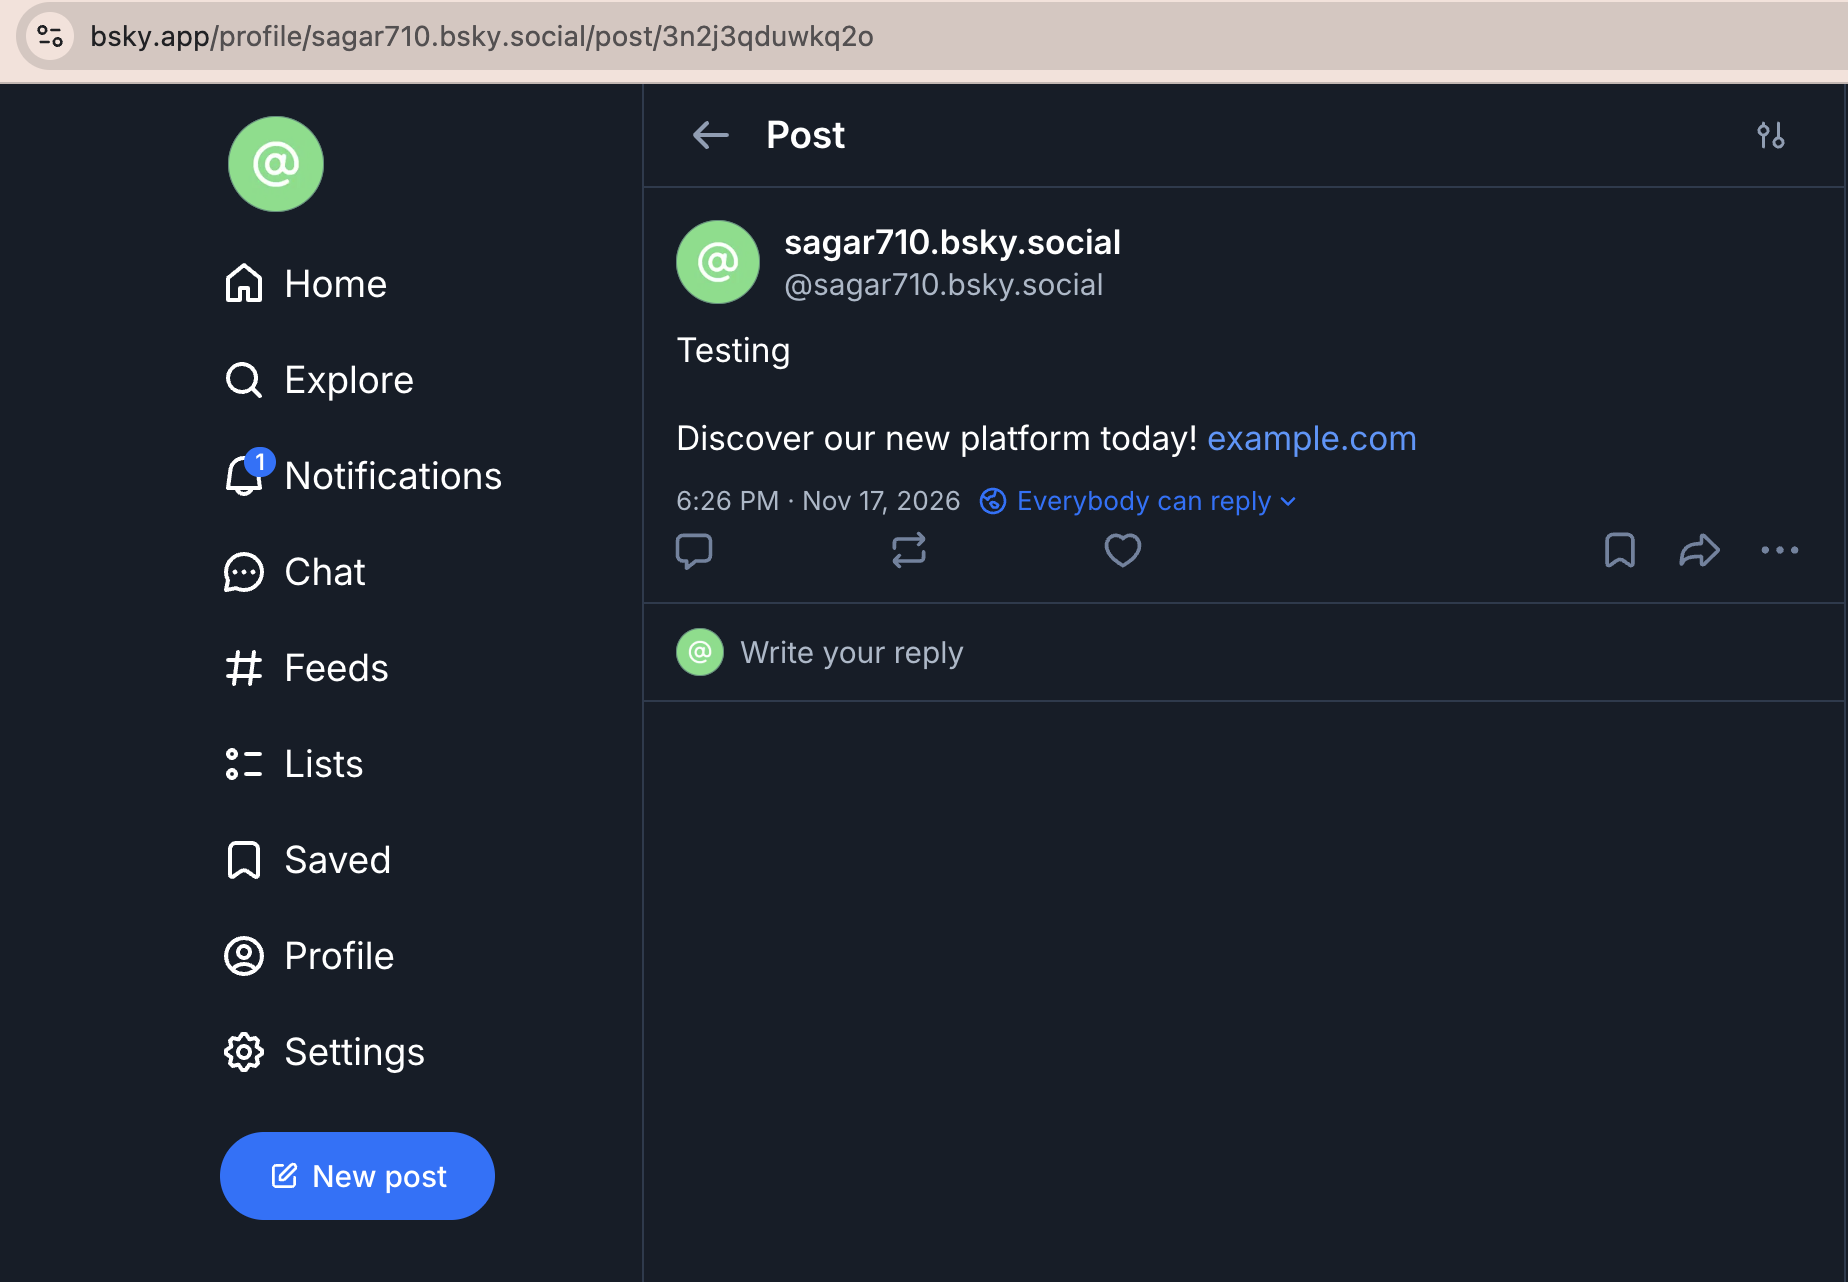 bsky.app/profile/sagar710.bsky.social/post/3n2j3qduwkq2o
@
Home
Explore
1
Notifications
Chat
Feeds
Lists
Saved
Profile
Settings
New post
Post
@
sagar710.bsky.social
@sagar710.bsky.social
Testing
Discover our new platform today! example.com
6:26 PM · Nov 17, 2026 Everybody can reply
@
Write your reply